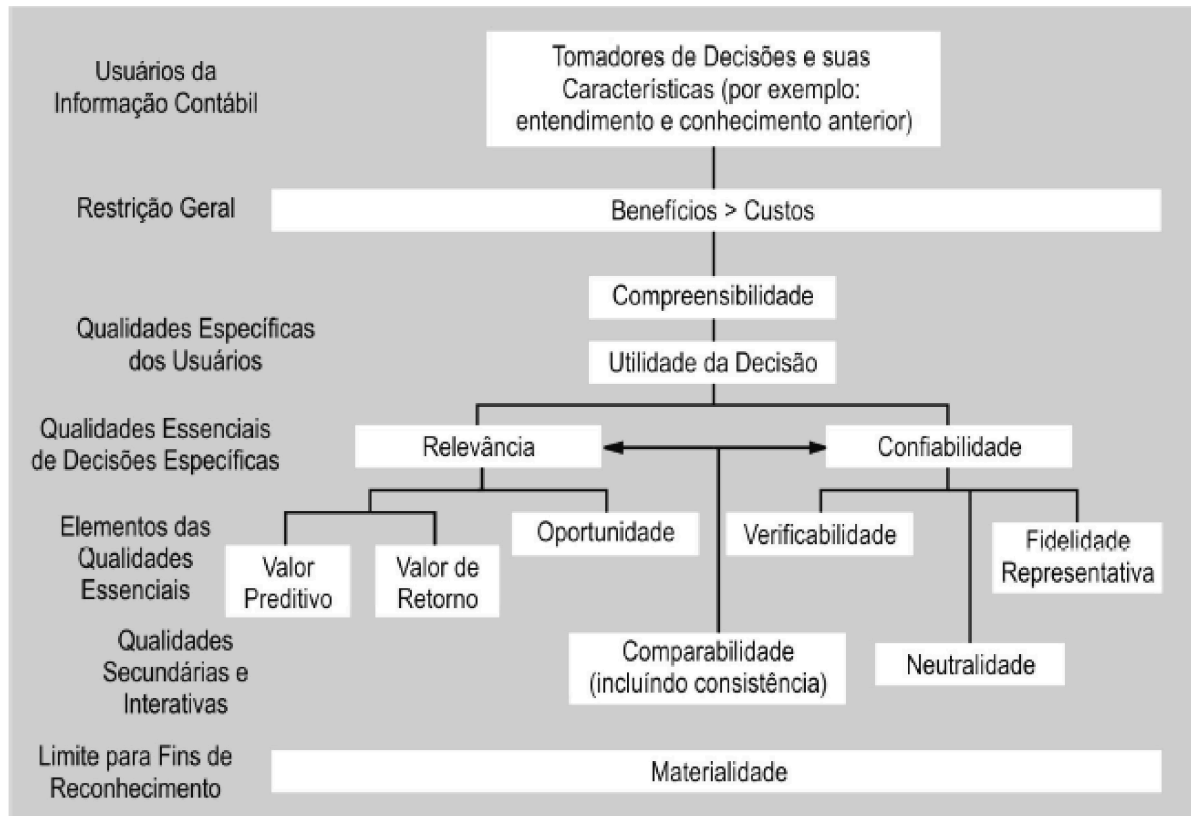 Usuários da
Informação Contábil
Tomadores de Decisões e suas
Características (por exemplo:
entendimento e conhecimento anterior)
Restrição Geral
Benefícios > Custos
Compreensibilidade
Qualidades Específicas
dos Usuários
Utilidade da Decisão
Qualidades Essenciais
de Decisões Específicas
Relevância
Confiabilidade
Elementos das
Qualidades
Essenciais
Valor
Preditivo
Valor de
Retorno
Oportunidade
Verificabilidade
Fidelidade
Representativa
Qualidades
Secundárias e
Interativas
Comparabilidade
(incluíndo consistência)
Neutralidade
Limite para Fins de
Reconhecimento
Materialidade